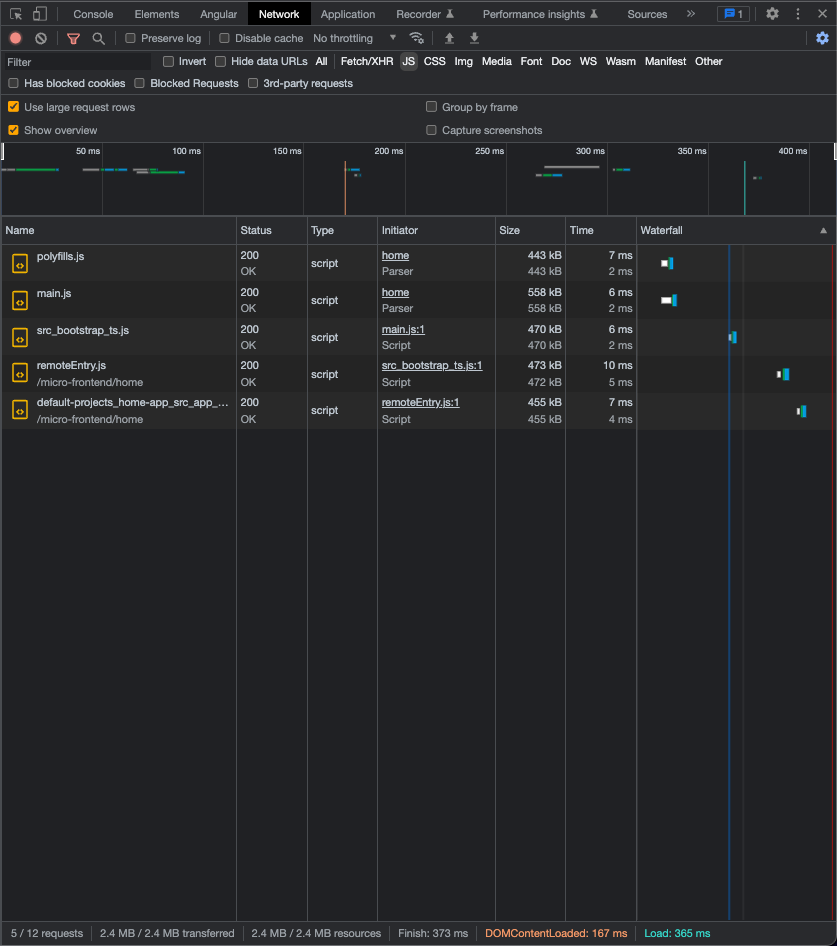 Console Elements Angular Network Application Recorder Performance insights Sources » 1
Preserve log Disable cache No throttling
Filter Invert Hide data URLs All Fetch/XHR JS CSS Img Media Font Doc WS Wasm Manifest Other
Has blocked cookies Blocked Requests 3rd-party requests
Use large request rows Group by frame
Show overview Capture screenshots
50 ms 100 ms 150 ms 200 ms 250 ms 300 ms 350 ms 400 ms
Name Status Type Initiator Size Time Waterfall
polyfills.js 200 script home 443 kB 7 ms
OK Parser 443 kB 2 ms
main.js 200 script home 558 kB 6 ms
OK Parser 558 kB 2 ms
src_bootstrap_ts.js 200 script main.js:1 470 kB 6 ms
OK Script 470 kB 2 ms
remoteEntry.js 200 script src_bootstrap_ts.js:1 473 kB 10 ms
/micro-frontend/home OK Script 472 kB 5 ms
default-projects_home-app_src_app_... 200 script remoteEntry.js:1 455 kB 7 ms
/micro-frontend/home OK Script 455 kB 4 ms
5 / 12 requests 2.4 MB / 2.4 MB transferred 2.4 MB / 2.4 MB resources Finish: 373 ms DOMContentLoaded: 167 ms Load: 365 ms